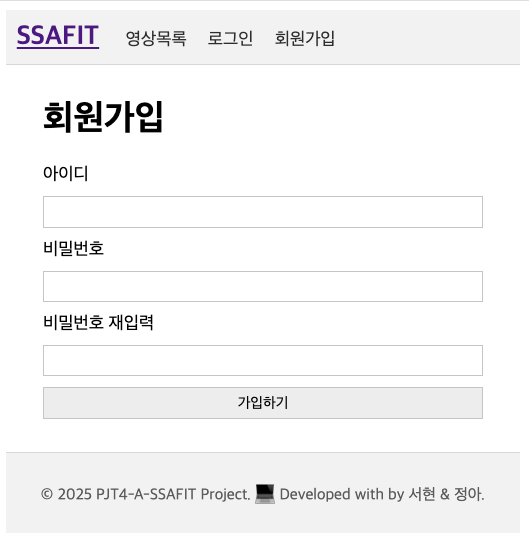 SSAFIT 영상목록 로그인 회원가입
회원가입
아이디
비밀번호
비밀번호 재입력
가입하기
© 2025 PJT4-A-SSAFIT Project. 💻 Developed with by 서현 & 정아.